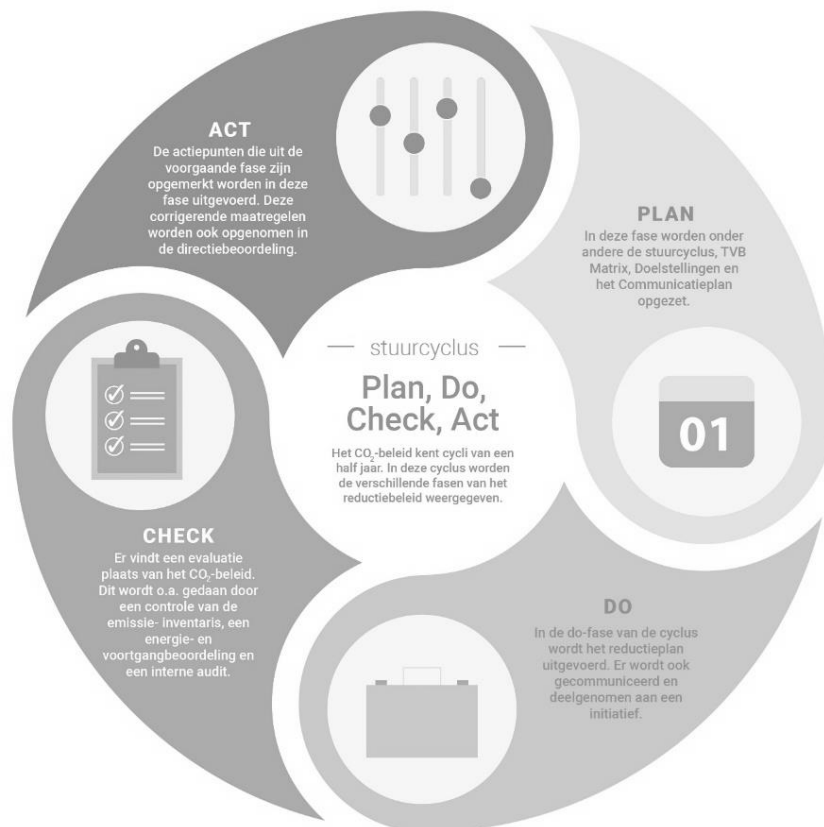 stuurcyclus
Plan, Do,
Check, Act
Het CO₂-beleid kent cycli van een
half jaar. In deze cyclus worden
de verschillende fasen van het
reductiebeleid weergegeven.
PLAN
In deze fase worden onder
andere de stuurcyclus, TVB
Matrix, Doelstellingen en
het Communicatieplan
opgezet.
01
DO
In de do-fase van de cyclus
wordt het reductieplan
uitgevoerd. Er wordt ook
gecommuniceerd en
deelgenomen aan een
initiatief.
CHECK
Er vindt een evaluatie
plaats van het CO₂-beleid.
Dit wordt o.a. gedaan door
een controle van de
emissie- inventaris, een
energie- en
voortgangbeoordeling en
een interne audit.
ACT
De actiepunten die uit de
voorgaande fase zijn
opgemerkt worden in deze
fase uitgevoerd. Deze
corrigerende maatregelen
worden ook opgenomen in
de directiebeoordeling.